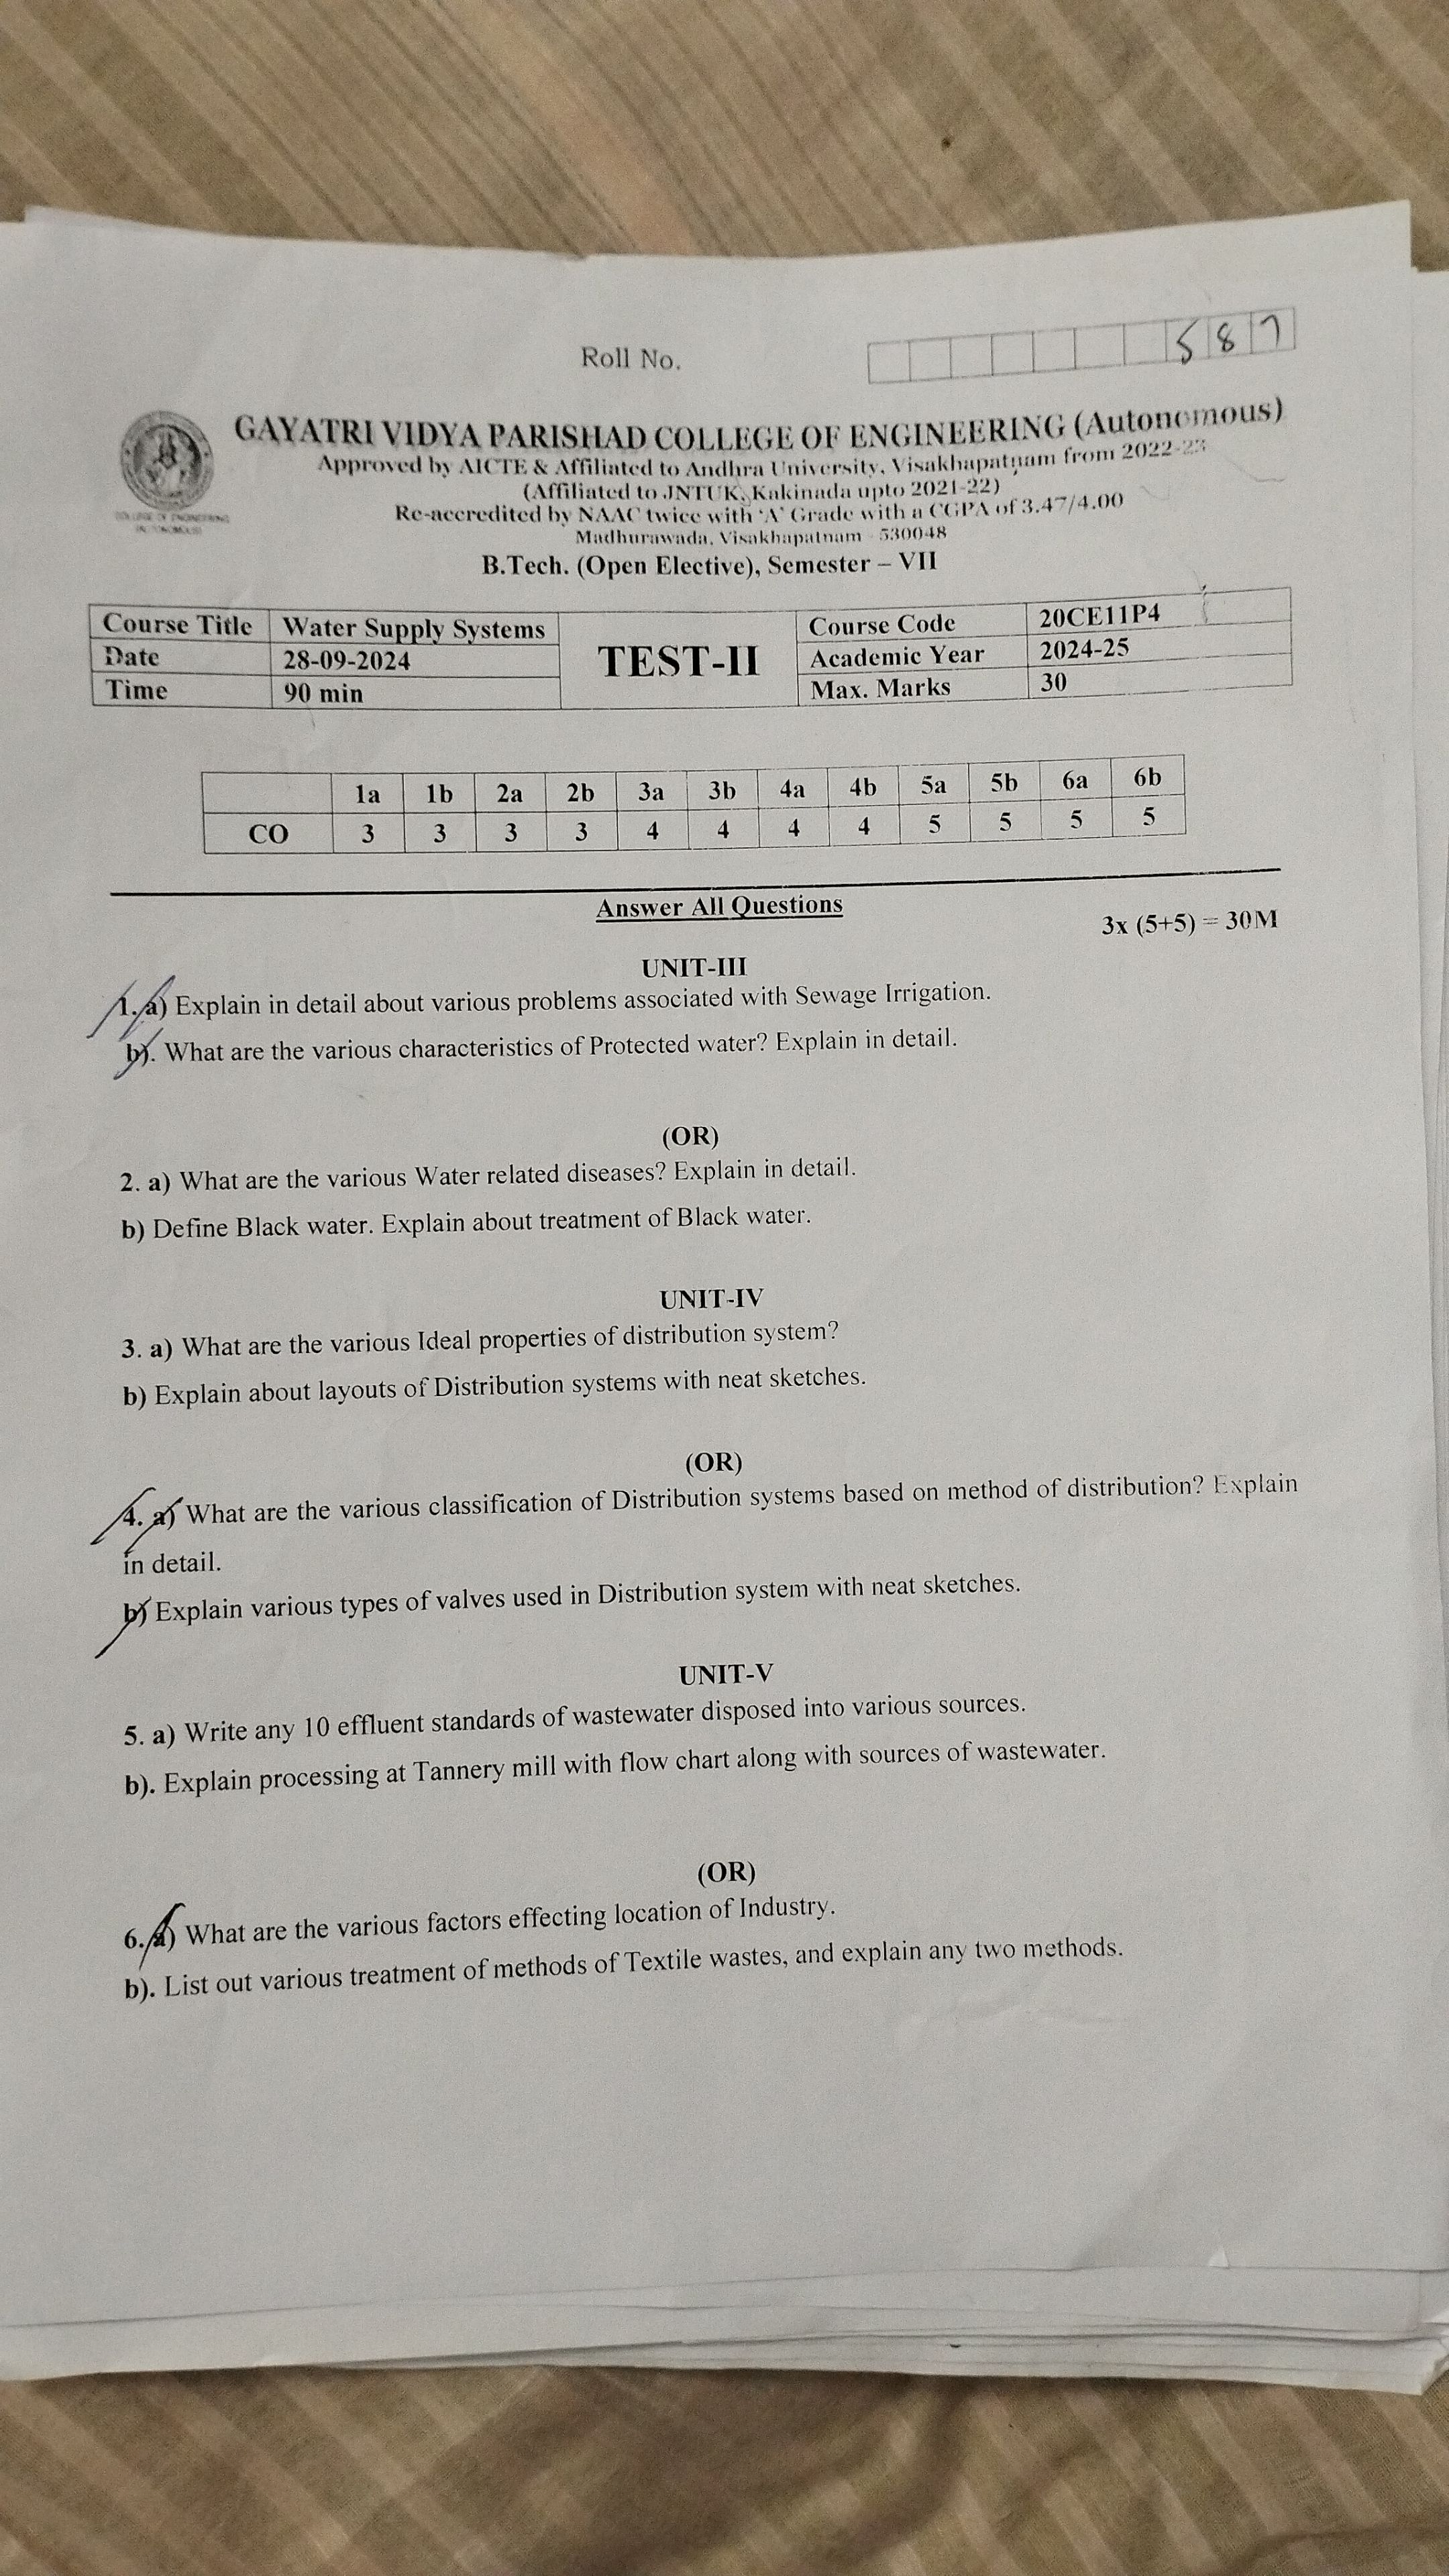 Roll No. 5 8 7
GAYATRI VIDYA PARISHAD COLLEGE OF ENGINEERING (Autonomous)
Approved by AICTE & Affiliated to Andhra University, Visakhapatnam from 2022-23
(Affiliated to JNTUK, Kakinada upto 2021-22)
Re-accredited by NAAC twice with 'A' Grade with a CGPA of 3.47/4.00
Madhurawada, Visakhapatnam - 530048
B.Tech. (Open Elective), Semester – VII
Course Title Water Supply Systems TEST-II Course Code 20CE11P4
Date 28-09-2024 Academic Year 2024-25
Time 90 min Max. Marks 30
1a 1b 2a 2b 3a 3b 4a 4b 5a 5b 6a 6b
CO 3 3 3 3 4 4 4 4 5 5 5 5
Answer All Questions
3x (5+5) = 30M
UNIT-III
1. a) Explain in detail about various problems associated with Sewage Irrigation.
b). What are the various characteristics of Protected water? Explain in detail.
(OR)
2. a) What are the various Water related diseases? Explain in detail.
b) Define Black water. Explain about treatment of Black water.
UNIT-IV
3. a) What are the various Ideal properties of distribution system?
b) Explain about layouts of Distribution systems with neat sketches.
(OR)
4. a) What are the various classification of Distribution systems based on method of distribution? Explain
in detail.
b) Explain various types of valves used in Distribution system with neat sketches.
UNIT-V
5. a) Write any 10 effluent standards of wastewater disposed into various sources.
b). Explain processing at Tannery mill with flow chart along with sources of wastewater.
(OR)
6. a) What are the various factors effecting location of Industry.
b). List out various treatment of methods of Textile wastes, and explain any two methods.